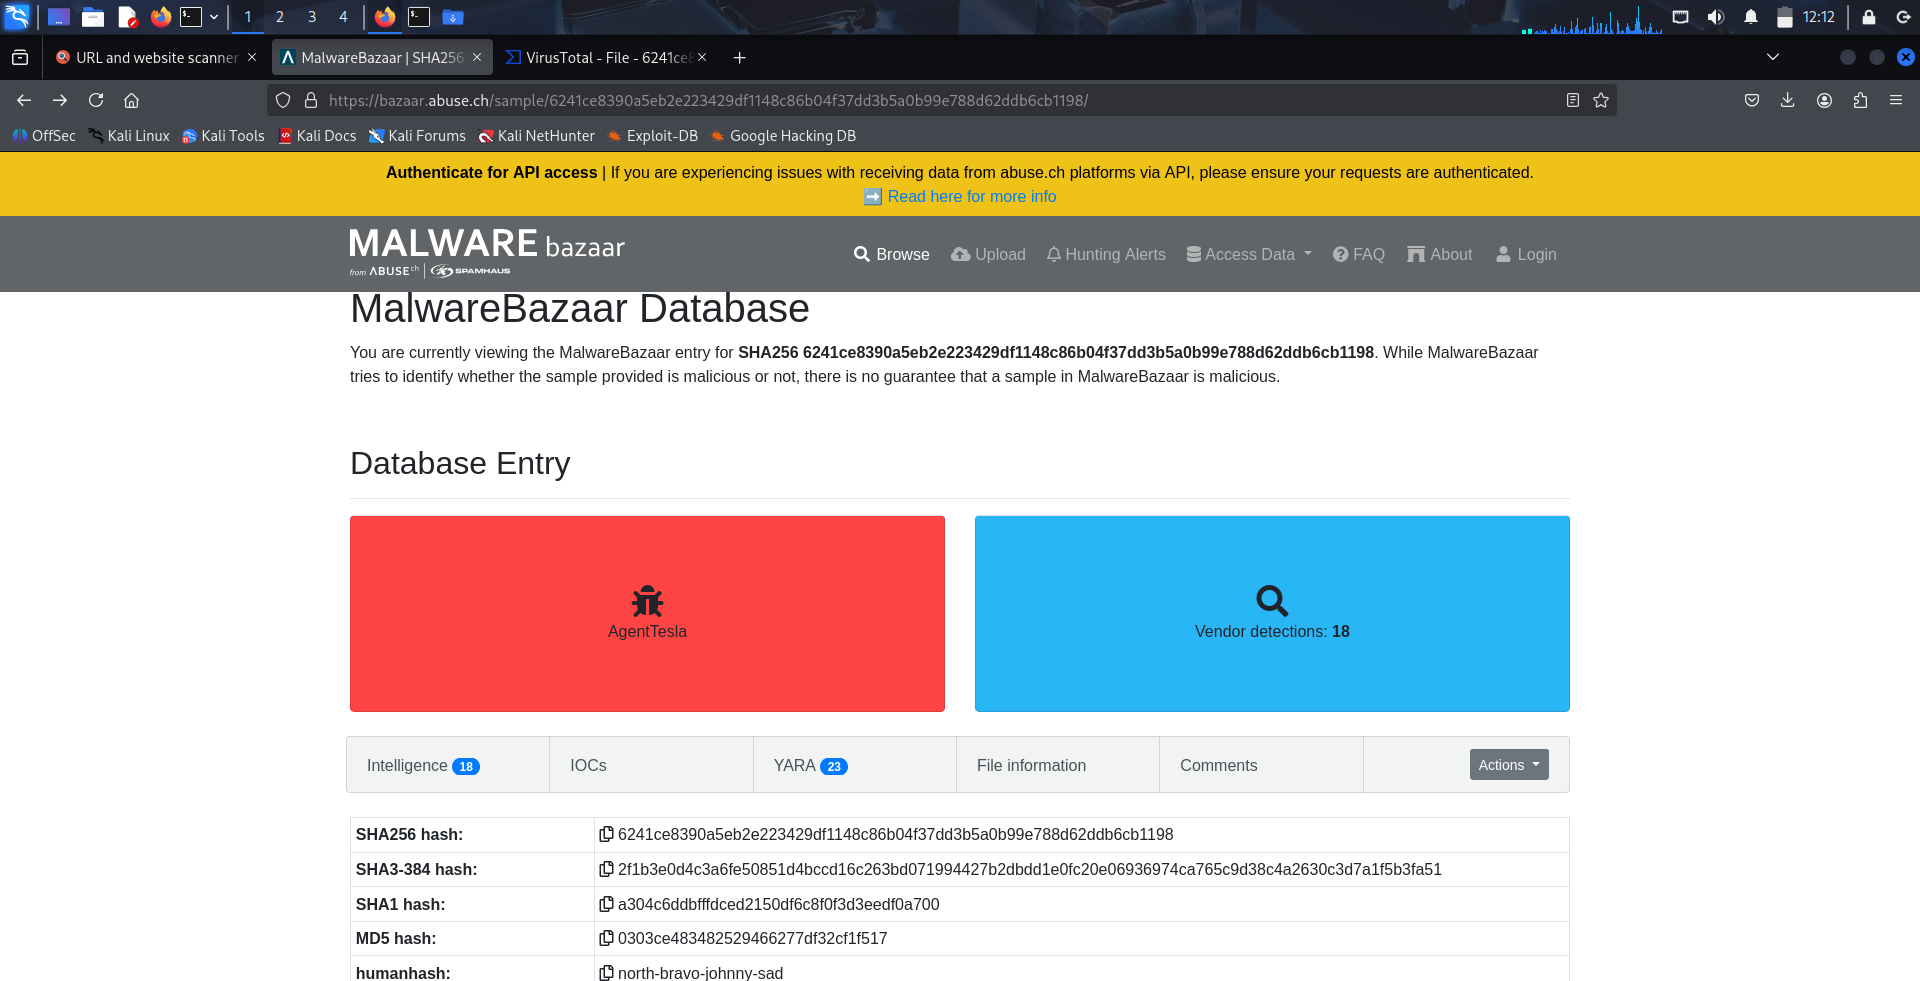 1 2 3 4 12:12
URL and website scanner MalwareBazaar | SHA256 VirusTotal - File - 6241ce8
https://bazaar.abuse.ch/sample/6241ce8390a5eb2e223429df1148c86b04f37dd3b5a0b99e788d62ddb6cb1198/
OffSec Kali Linux Kali Tools Kali Docs Kali Forums Kali NetHunter Exploit-DB Google Hacking DB
Authenticate for API access | If you are experiencing issues with receiving data from abuse.ch platforms via API, please ensure your requests are authenticated.
Read here for more info
MALWARE bazaar
from ABUSE ch | SPAMHAUS
Browse Upload Hunting Alerts Access Data FAQ About Login
MalwareBazaar Database
You are currently viewing the MalwareBazaar entry for SHA256 6241ce8390a5eb2e223429df1148c86b04f37dd3b5a0b99e788d62ddb6cb1198. While MalwareBazaar
tries to identify whether the sample provided is malicious or not, there is no guarantee that a sample in MalwareBazaar is malicious.
Database Entry
AgentTesla
Vendor detections: 18
Intelligence 18 IOCs YARA 23 File information Comments Actions
SHA256 hash: 6241ce8390a5eb2e223429df1148c86b04f37dd3b5a0b99e788d62ddb6cb1198
SHA3-384 hash: 2f1b3e0d4c3a6fe50851d4bccd16c263bd071994427b2dbdd1e0fc20e06936974ca765c9d38c4a2630c3d7a1f5b3fa51
SHA1 hash: a304c6ddbfffdced2150df6c8f0f3d3eedf0a700
MD5 hash: 0303ce483482529466277df32cf1f517
humanhash: north-bravo-johnny-sad